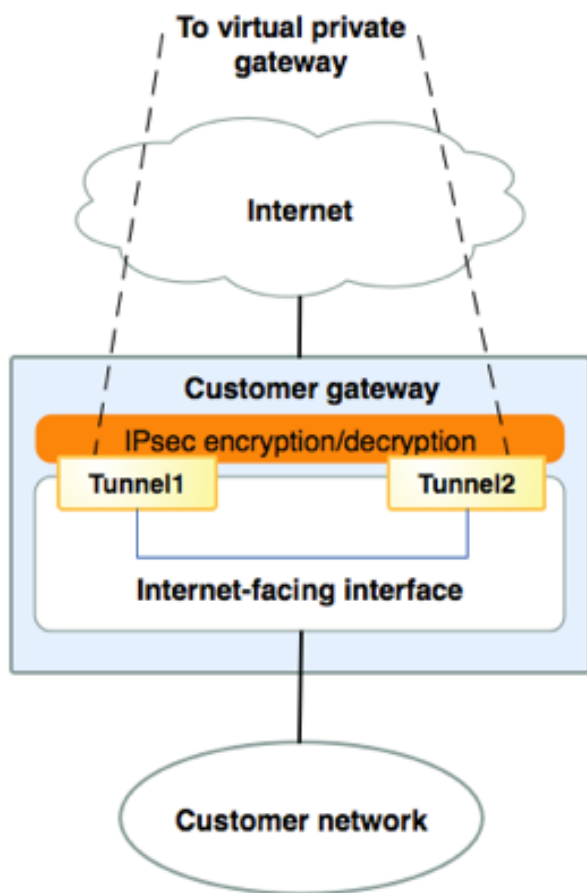 To virtual private
gateway
Internet
Customer gateway
IPsec encryption/decryption
Tunnel1
Tunnel2
Internet-facing interface
Customer network